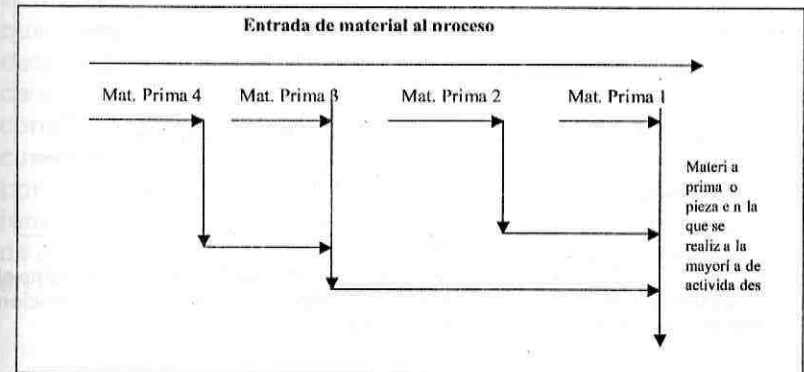 Entrada de material al proceso
Mat. Prima 4 Mat. Prima 3 Mat. Prima 2 Mat. Prima 1
Materi a
prima o
pieza e n la
que se
realiz a la
mayorí a de
activida des